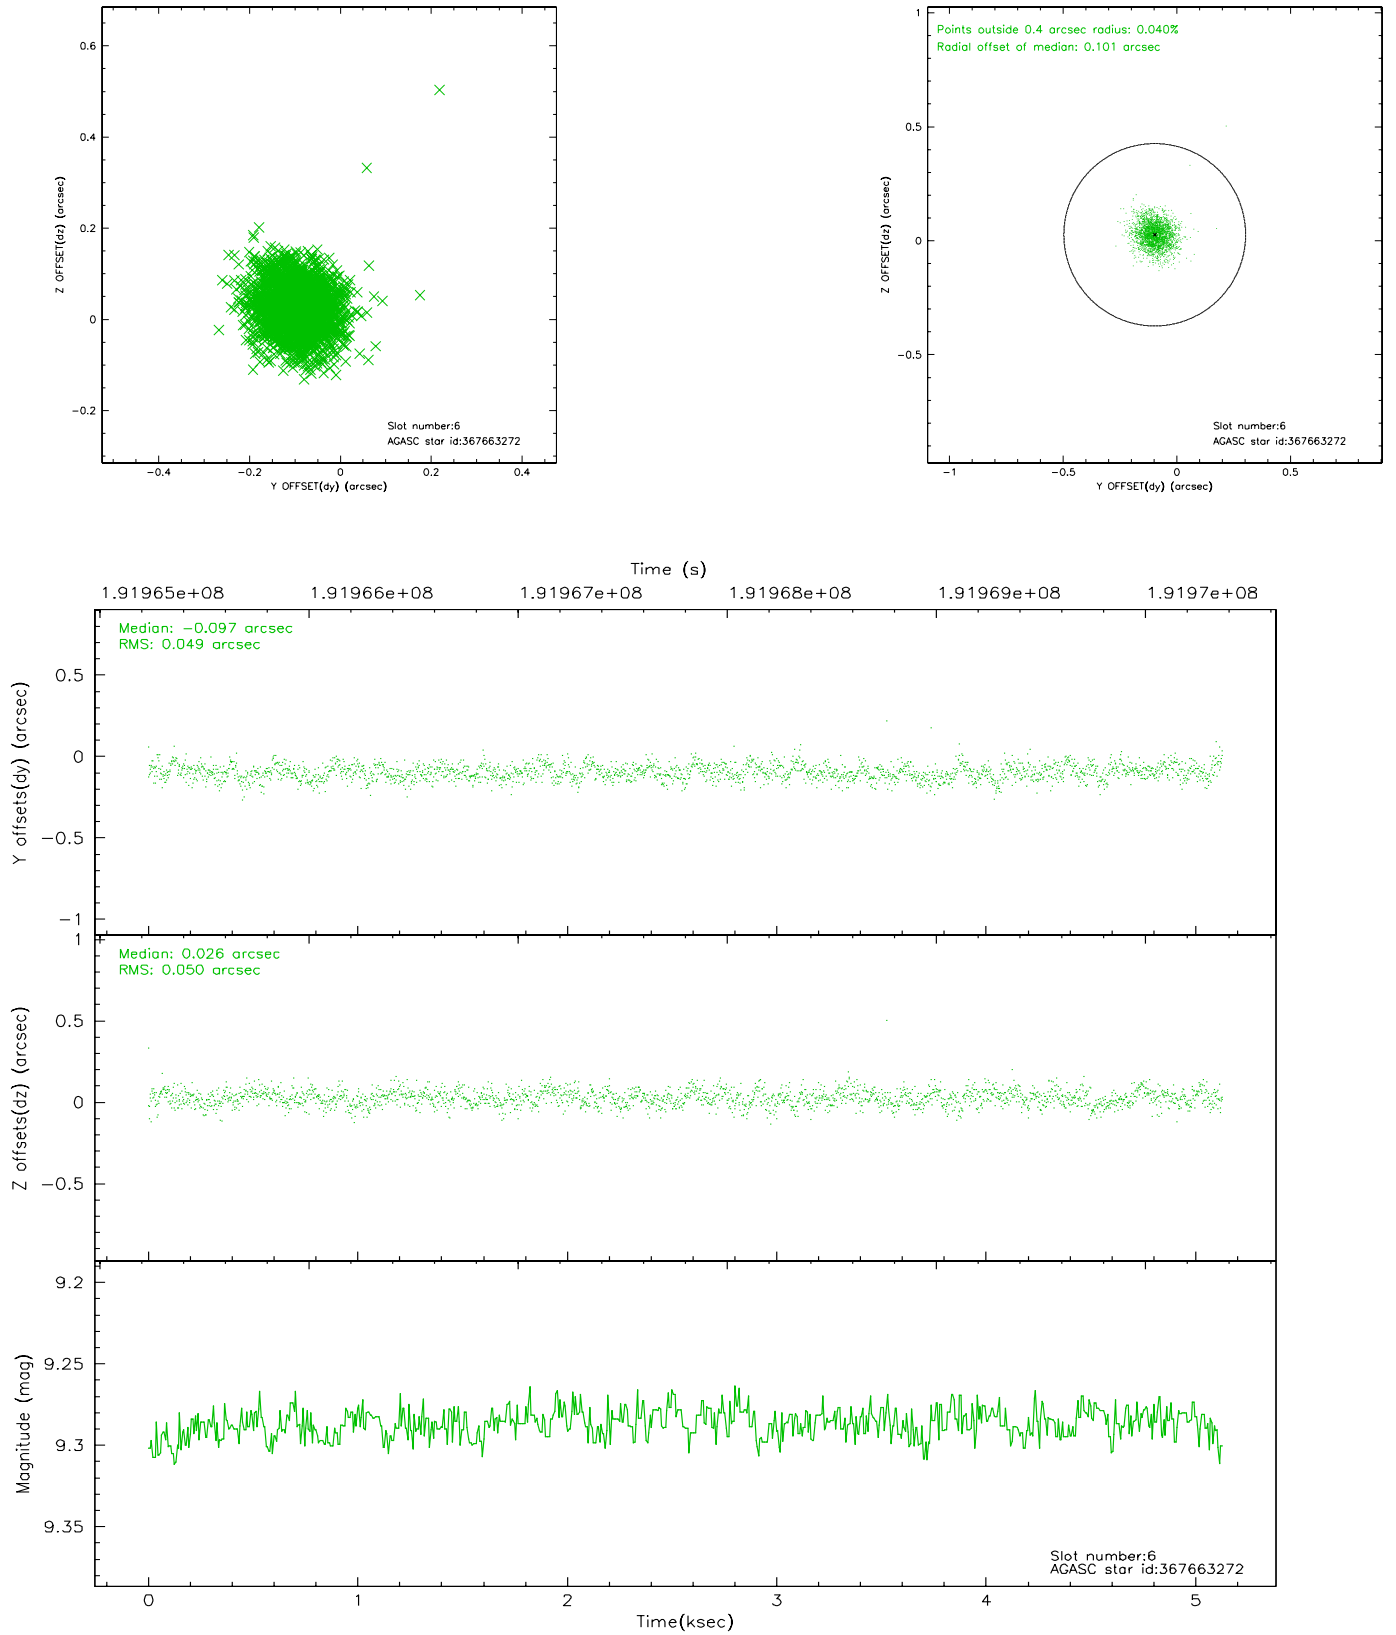 0.6
0.4
0.2
0
−0.2
Z OFFSET(dz) (arcsec)
Slot number:6
AGASC star id:367663272
−0.4 −0.2 0 0.2 0.4
Y OFFSET(dy) (arcsec)
Points outside 0.4 arcsec radius: 0.040%
Radial offset of median: 0.101 arcsec
1
0.5
0
−0.5
Z OFFSET(dz) (arcsec)
Slot number:6
AGASC star id:367663272
−1 −0.5 0 0.5
Y OFFSET(dy) (arcsec)
Time (s)
1.91965e+08 1.91966e+08 1.91967e+08 1.91968e+08 1.91969e+08 1.9197e+08
Median: −0.097 arcsec
RMS: 0.049 arcsec
0.5
0
−0.5
−1
Y offsets(dy) (arcsec)
Median: 0.026 arcsec
RMS: 0.050 arcsec
1
0.5
0
−0.5
Z offsets(dz) (arcsec)
9.2
9.25
9.3
9.35
Magnitude (mag)
Slot number:6
AGASC star id:367663272
0 1 2 3 4 5
Time(ksec)